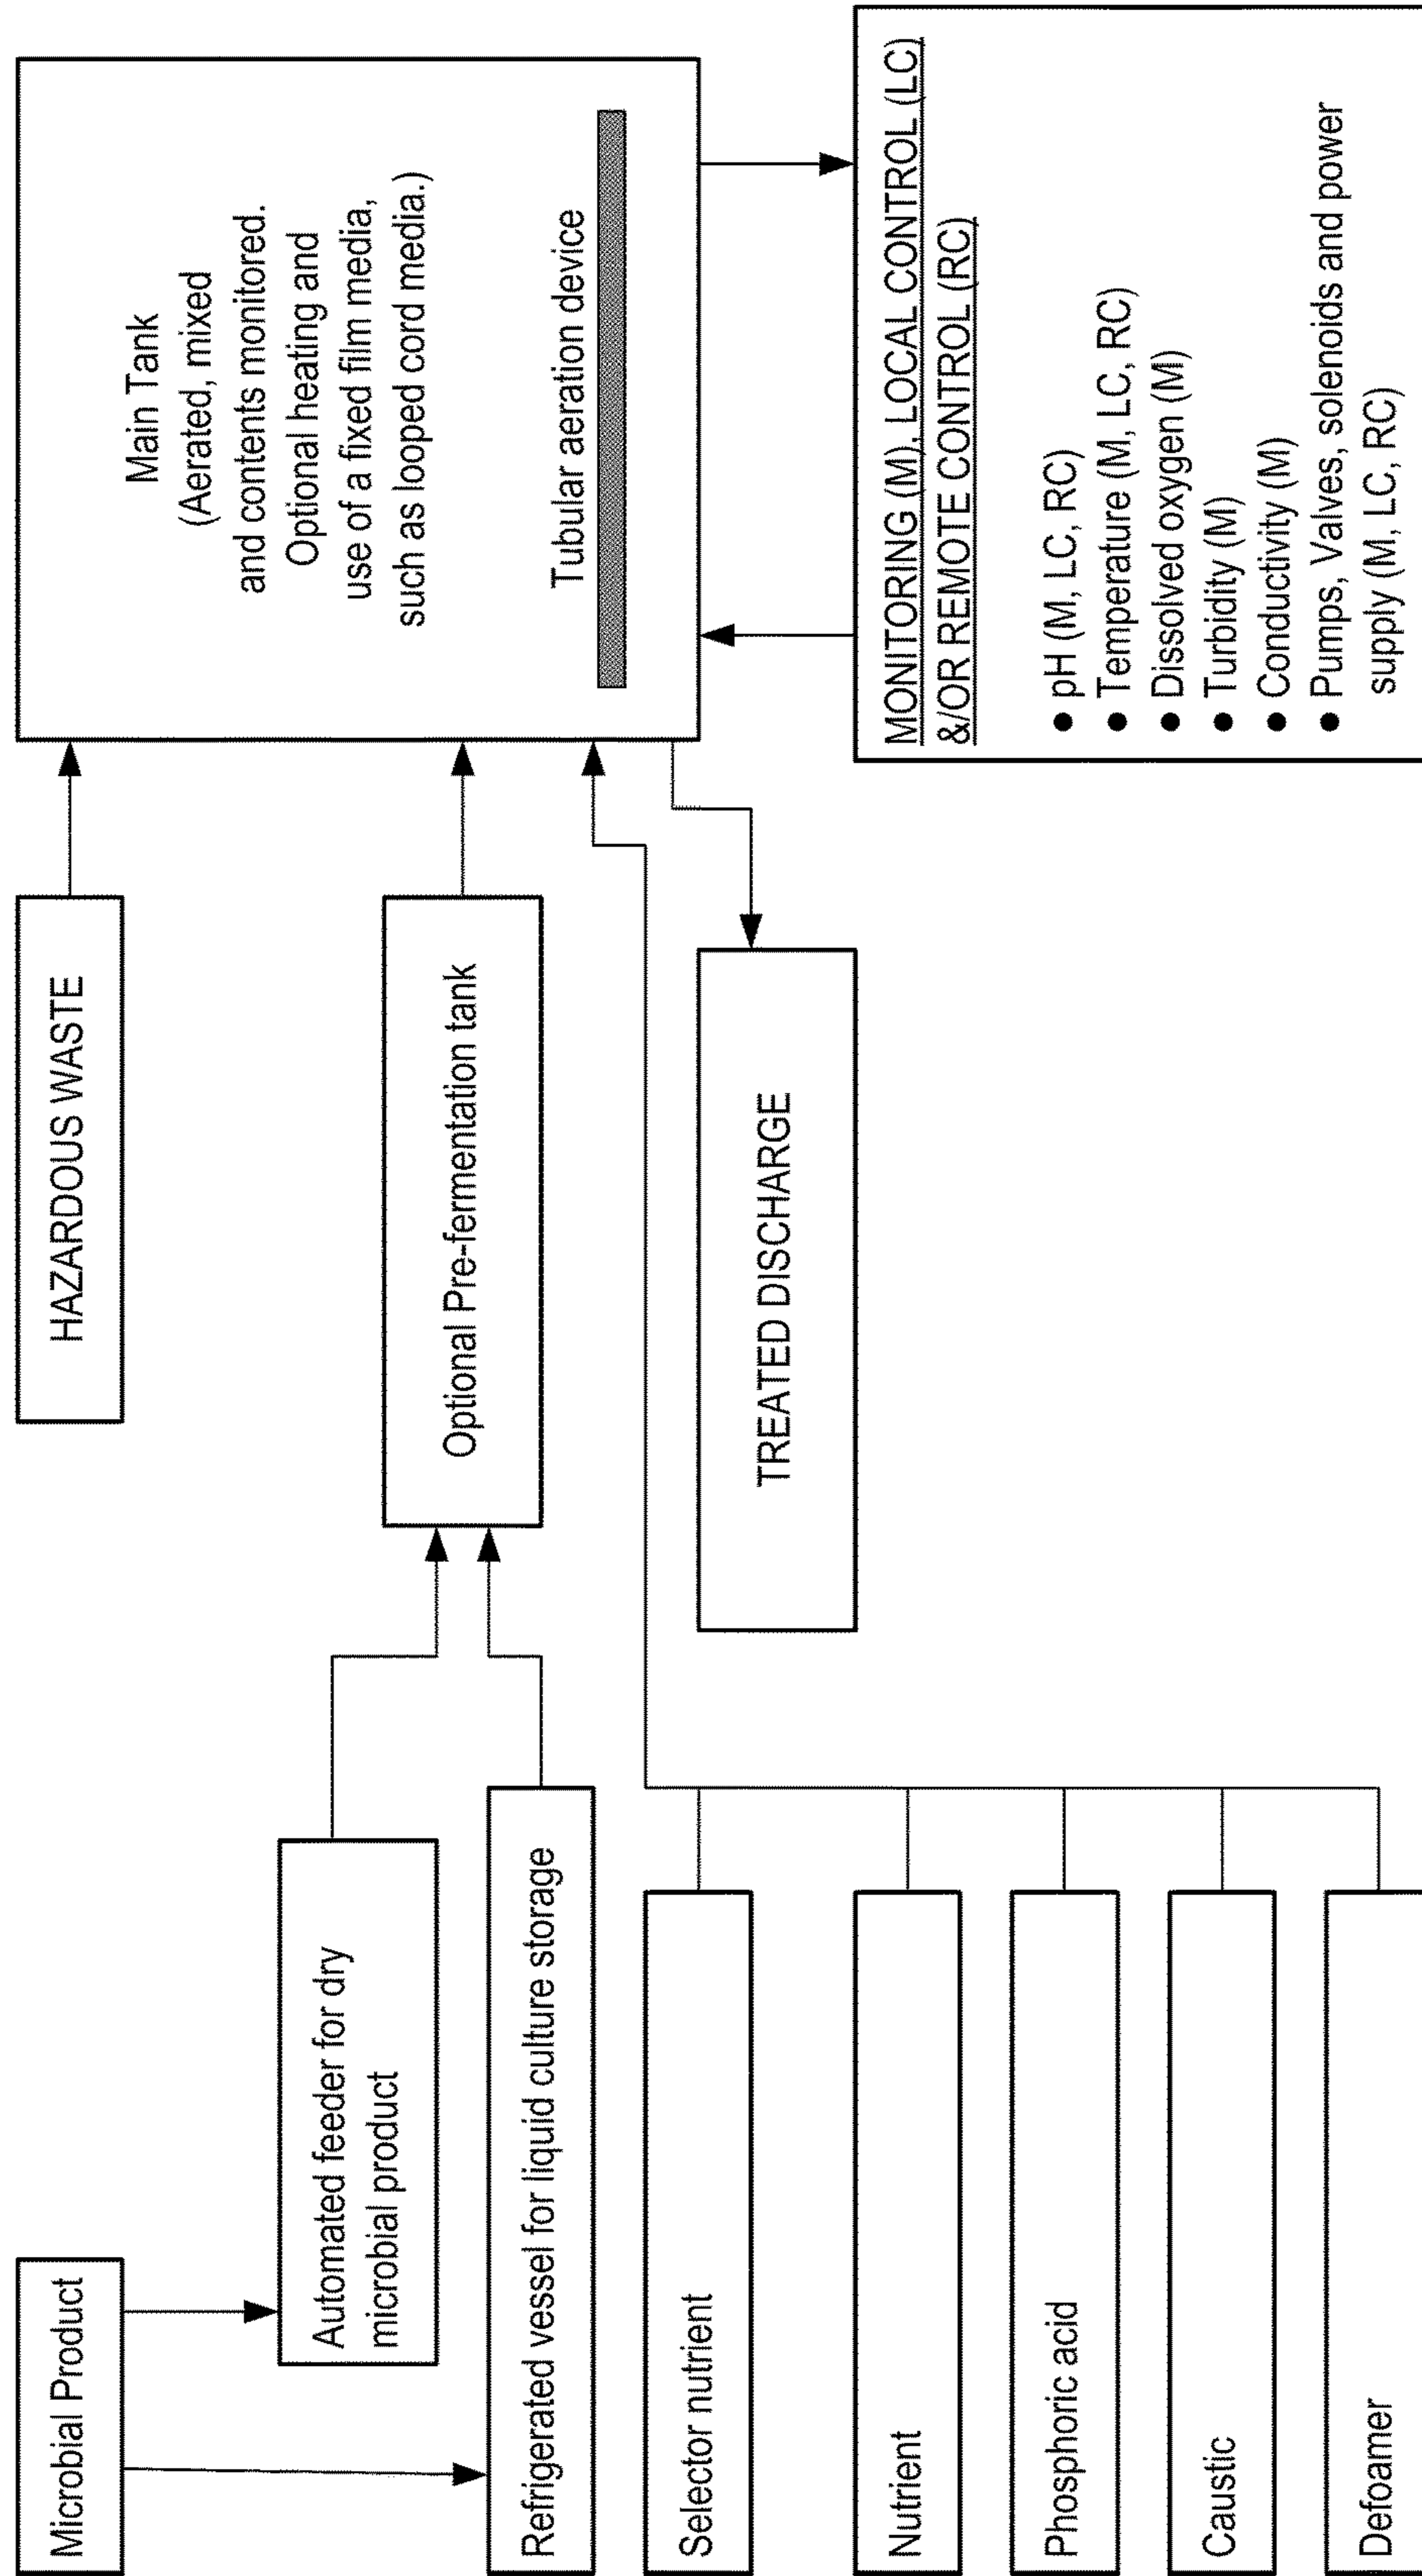 Microbial Product
Automated feeder for dry
microbial product
Refrigerated vessel for liquid culture storage
Selector nutrient
Nutrient
Phosphoric acid
Caustic
Defoamer
HAZARDOUS WASTE
Optional Pre-fermentation tank
TREATED DISCHARGE
Main Tank
(Aerated, mixed
and contents monitored.
Optional heating and
use of a fixed film media,
such as looped cord media.)
Tubular aeration device
MONITORING (M), LOCAL CONTROL (LC)
&/OR REMOTE CONTROL (RC)
● pH (M, LC, RC)
● Temperature (M, LC, RC)
● Dissolved oxygen (M)
● Turbidity (M)
● Conductivity (M)
● Pumps, Valves, solenoids and power
supply (M, LC, RC)